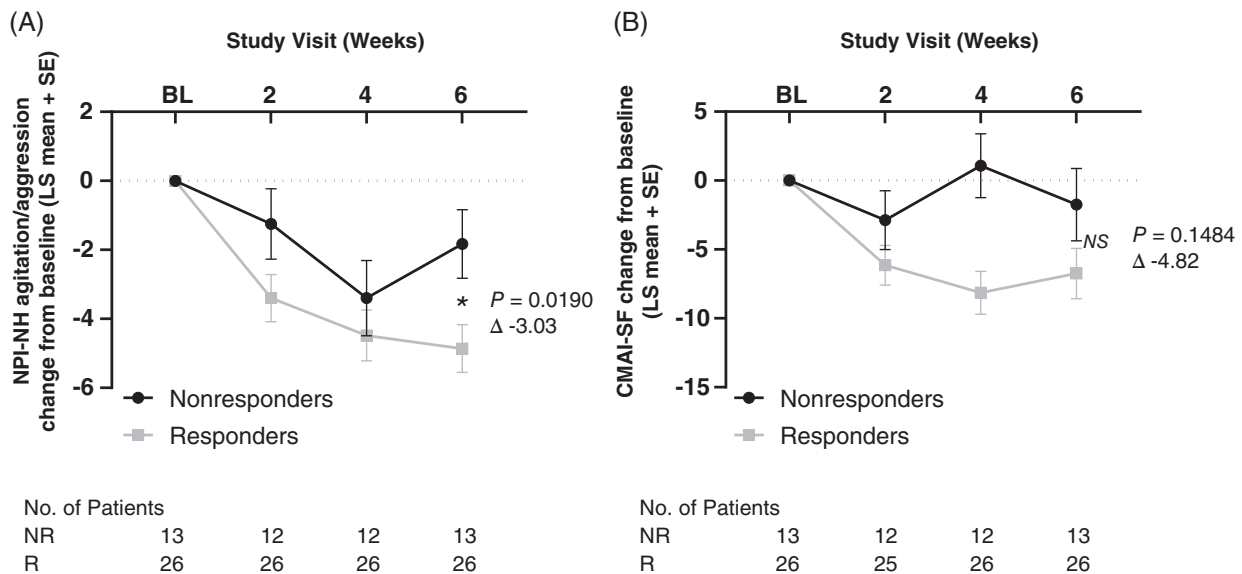 (A)
Study Visit (Weeks)
BL 2 4 6
NPI-NH agitation/aggression
change from baseline (LS mean + SE)
2
0
-2
-4
-6
*
P = 0.0190
Δ -3.03
Nonresponders
Responders
No. of Patients
NR 13 12 12 13
R 26 26 26 26
(B)
Study Visit (Weeks)
BL 2 4 6
CMAI-SF change from baseline
(LS mean + SE)
5
0
-5
-10
-15
NS
P = 0.1484
Δ -4.82
Nonresponders
Responders
No. of Patients
NR 13 12 12 13
R 26 25 26 26